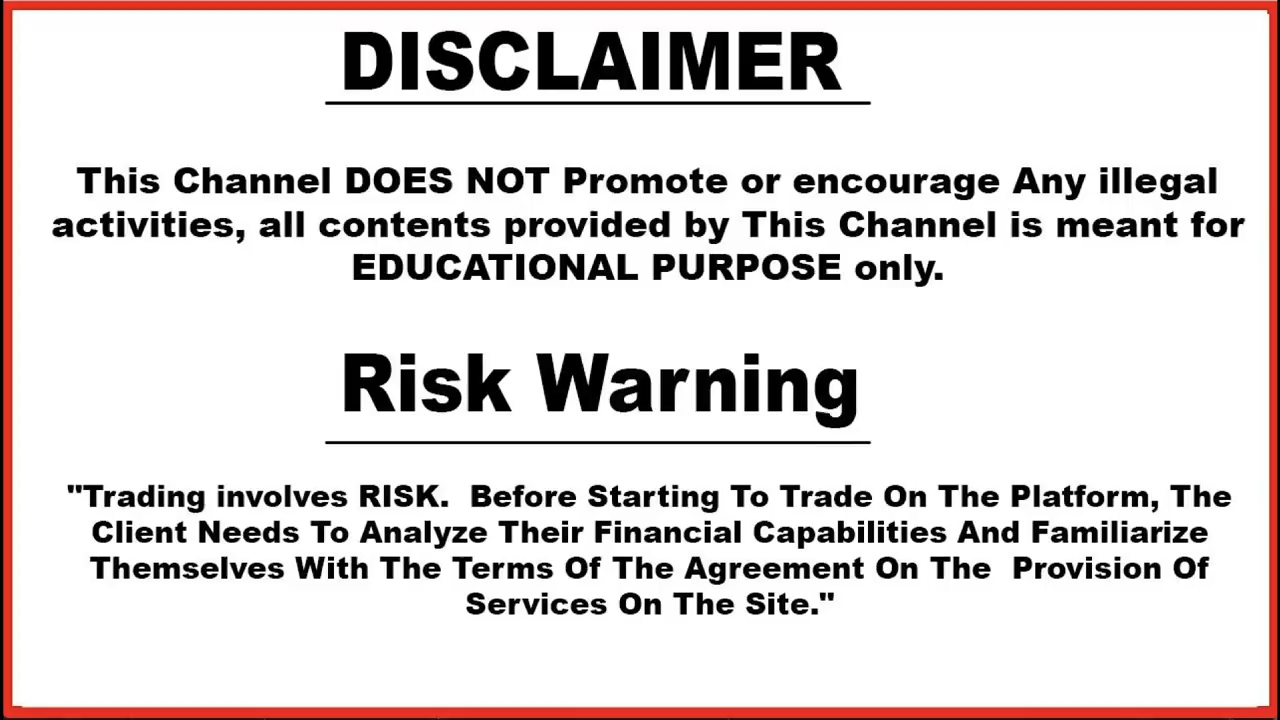 DISCLAIMER
This Channel DOES NOT Promote or encourage Any illegal
activities, all contents provided by This Channel is meant for
EDUCATIONAL PURPOSE only.
Risk Warning
"Trading involves RISK.  Before Starting To Trade On The Platform, The
Client Needs To Analyze Their Financial Capabilities And Familiarize
Themselves With The Terms Of The Agreement On The  Provision Of
Services On The Site."